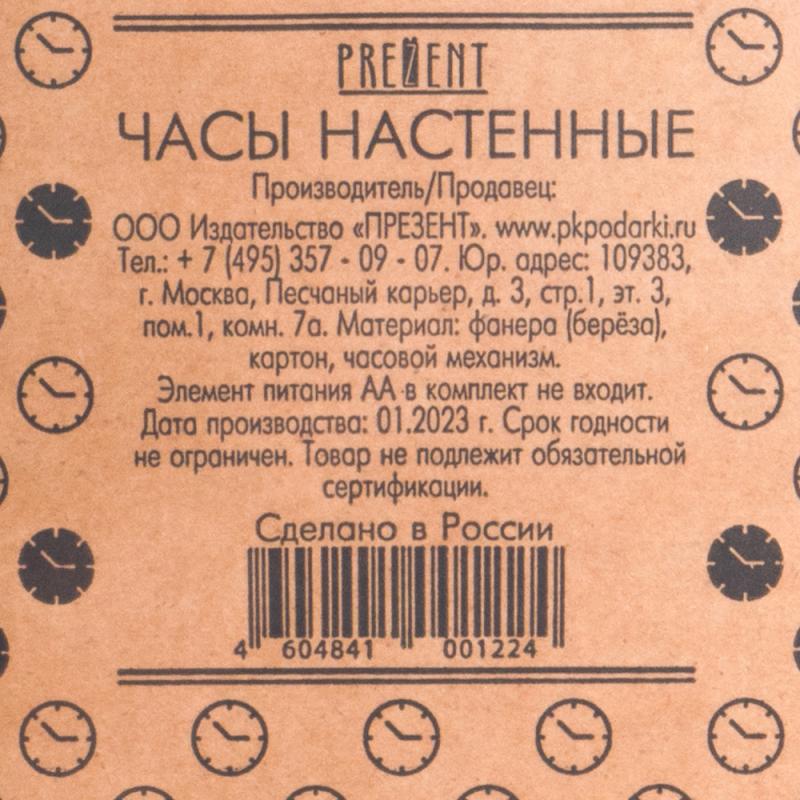 PREZENT
ЧАСЫ НАСТЕННЫЕ
Производитель/Продавец:
ООО Издательство «ПРЕЗЕНТ». www.pkpodarki.ru
Тел.: + 7 (495) 357 - 09 - 07. Юр. адрес: 109383,
г. Москва, Песчаный карьер, д. 3, стр.1, эт. 3,
пом.1, комн. 7а. Материал: фанера (берёза),
картон, часовой механизм.
Элемент питания АА в комплект не входит.
Дата производства: 01.2023 г. Срок годности
не ограничен. Товар не подлежит обязательной
сертификации.
Сделано в России
4 604841 001224